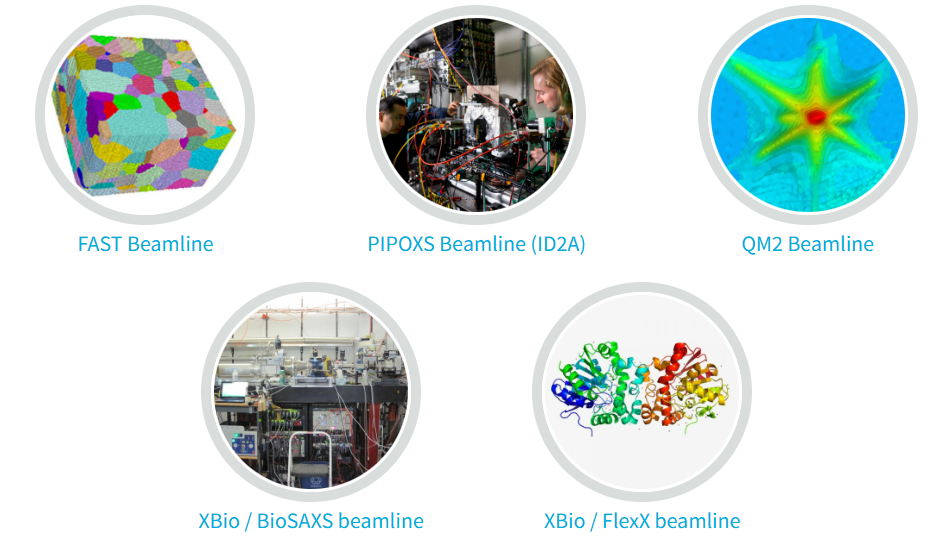 FAST Beamline
PIPOXS Beamline (ID2A)
QM2 Beamline
XBio / BioSAXS beamline
XBio / FlexX beamline